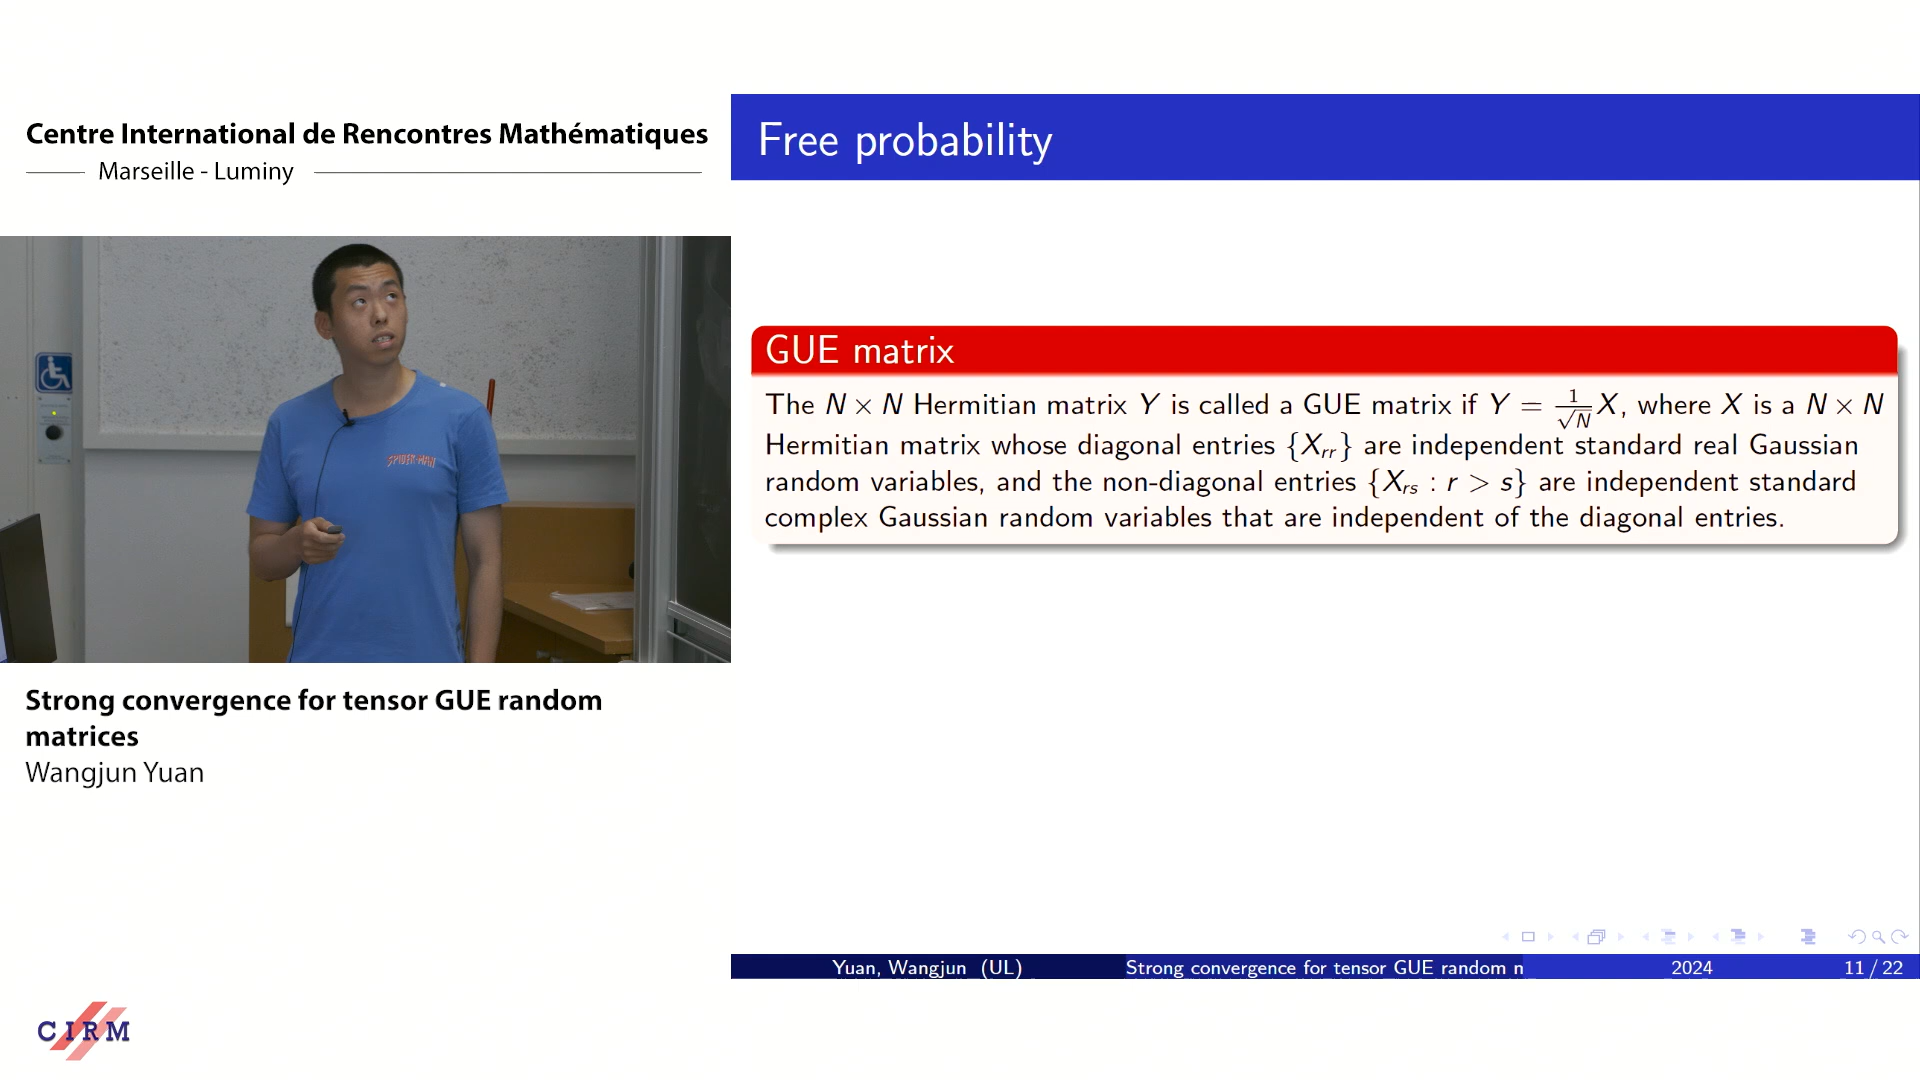 Centre International de Rencontres Mathématiques
Marseille - Luminy
SPIDER-MAN
Strong convergence for tensor GUE random
matrices
Wangjun Yuan
CIRM
Free probability
GUE matrix
The N × N Hermitian matrix Y is called a GUE matrix if Y = 1/√N X, where X is a N × N
Hermitian matrix whose diagonal entries {X_rr} are independent standard real Gaussian
random variables, and the non-diagonal entries {X_rs : r > s} are independent standard
complex Gaussian random variables that are independent of the diagonal entries.
Yuan, Wangjun (UL)
Strong convergence for tensor GUE random m
2024
11 / 22